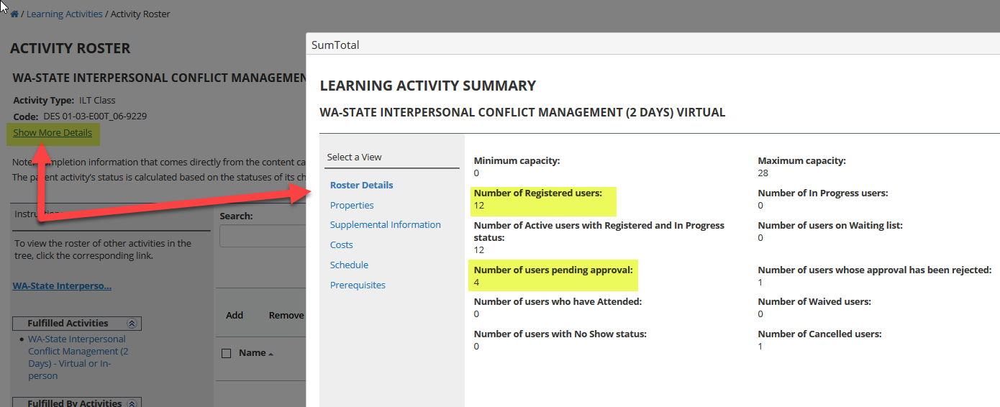 / Learning Activities / Activity Roster
ACTIVITY ROSTER
WA-STATE INTERPERSONAL CONFLICT MANAGEMEN
Activity Type: ILT Class
Code: DES 01-03-E00T_06-9229
Show More Details
completion information that comes directly from the content ca
The parent activity's status is calculated based on the statuses of its ch
Search:
To view the roster of other activities in the
tree, click the corresponding link.
WA-State Interperso...
Fulfilled Activities
WA-State Interpersonal
Conflict Management (2
Days) - Virtual or In-
person
Fulfilled By Activities
Add Remove
Name
SumTotal
LEARNING ACTIVITY SUMMARY
WA-STATE INTERPERSONAL CONFLICT MANAGEMENT (2 DAYS) VIRTUAL
Select a View
Roster Details
Properties
Supplemental Information
Costs
Schedule
Prerequisites
Minimum capacity:
0
Maximum capacity:
28
Number of Registered users:
12
Number of In Progress users:
0
Number of Active users with Registered and In Progress
status:
12
Number of users on Waiting list:
0
Number of users pending approval:
4
Number of users whose approval has been rejected:
1
Number of users who have Attended:
0
Number of Waived users:
0
Number of users with No Show status:
0
Number of Cancelled users:
1